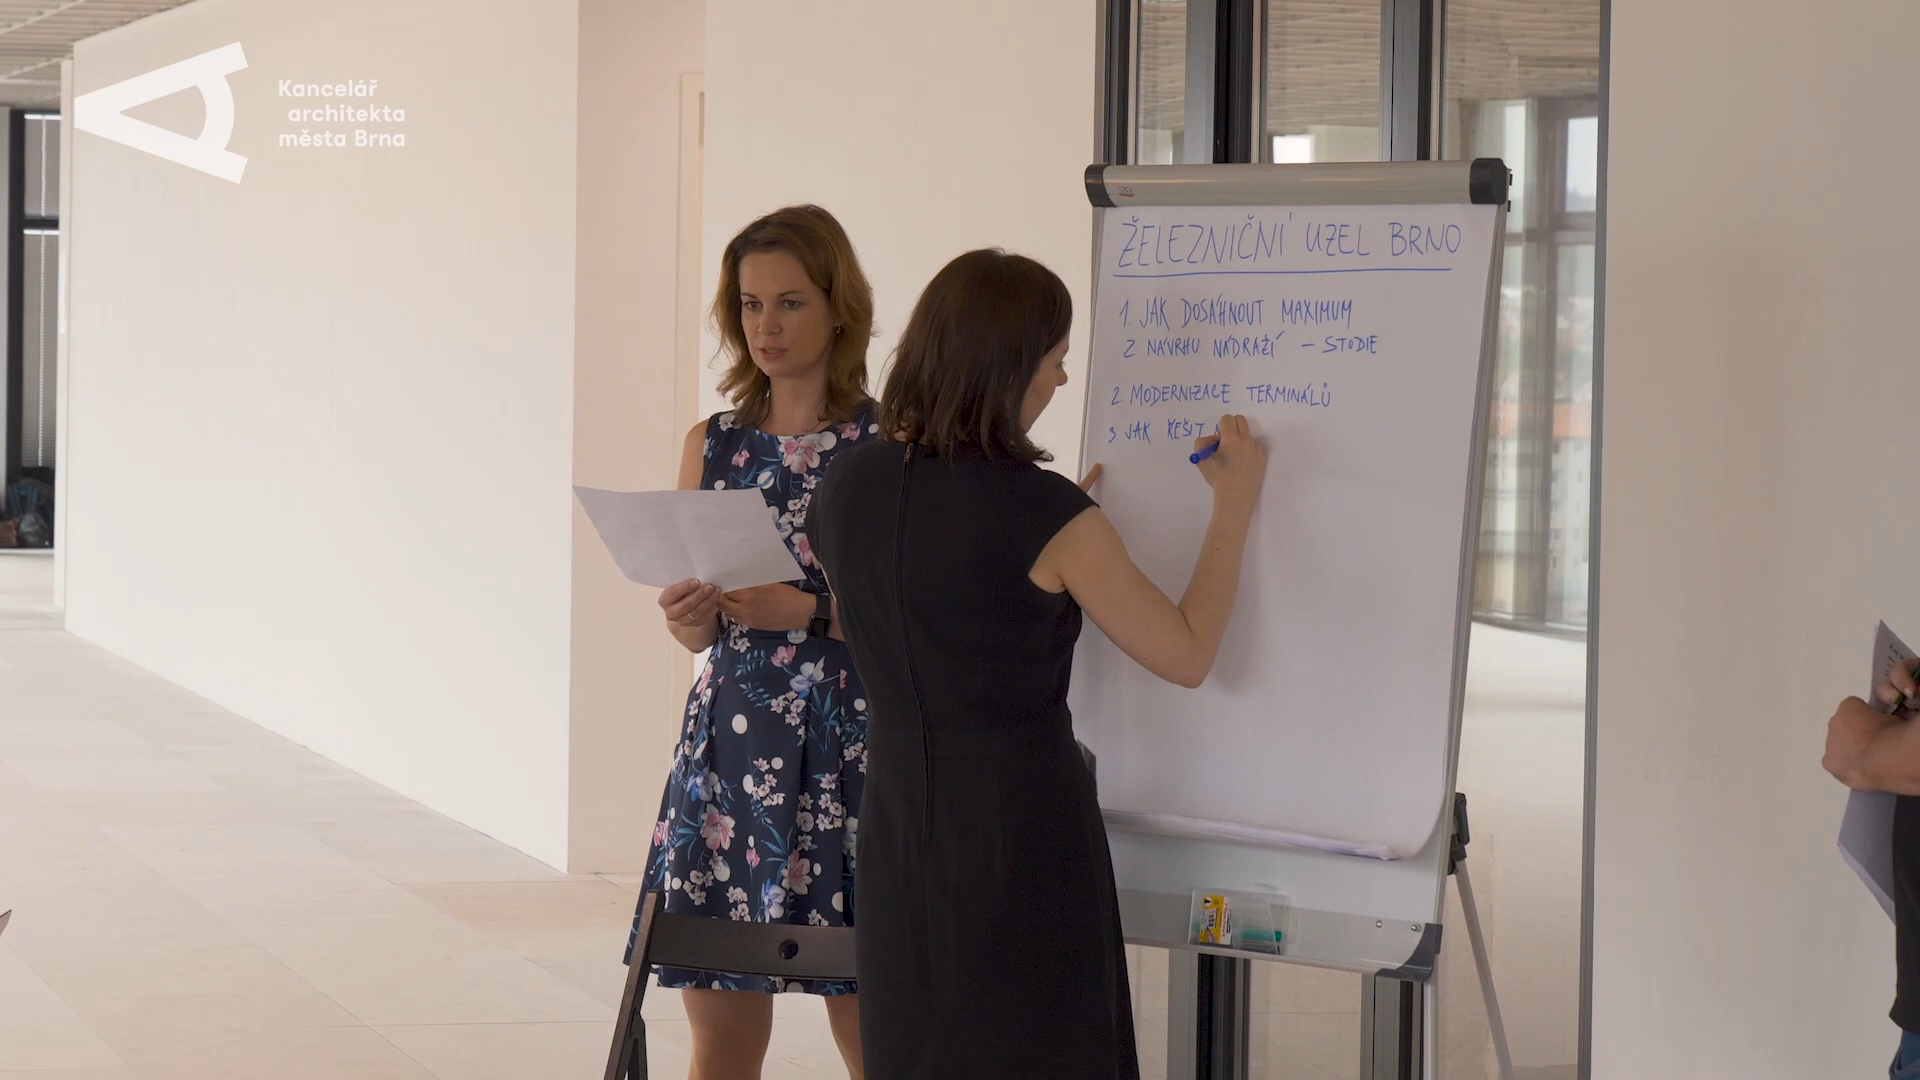 Kancelář
architekta
města Brna
ŽELEZNIČNÍ UZEL BRNO
1. JAK DOSÁHNOUT MAXIMUM
Z NÁVRHU NÁDRAŽÍ – STUDIE
2. MODERNIZACE TERMINÁLŮ
3. JAK ŘEŠIT